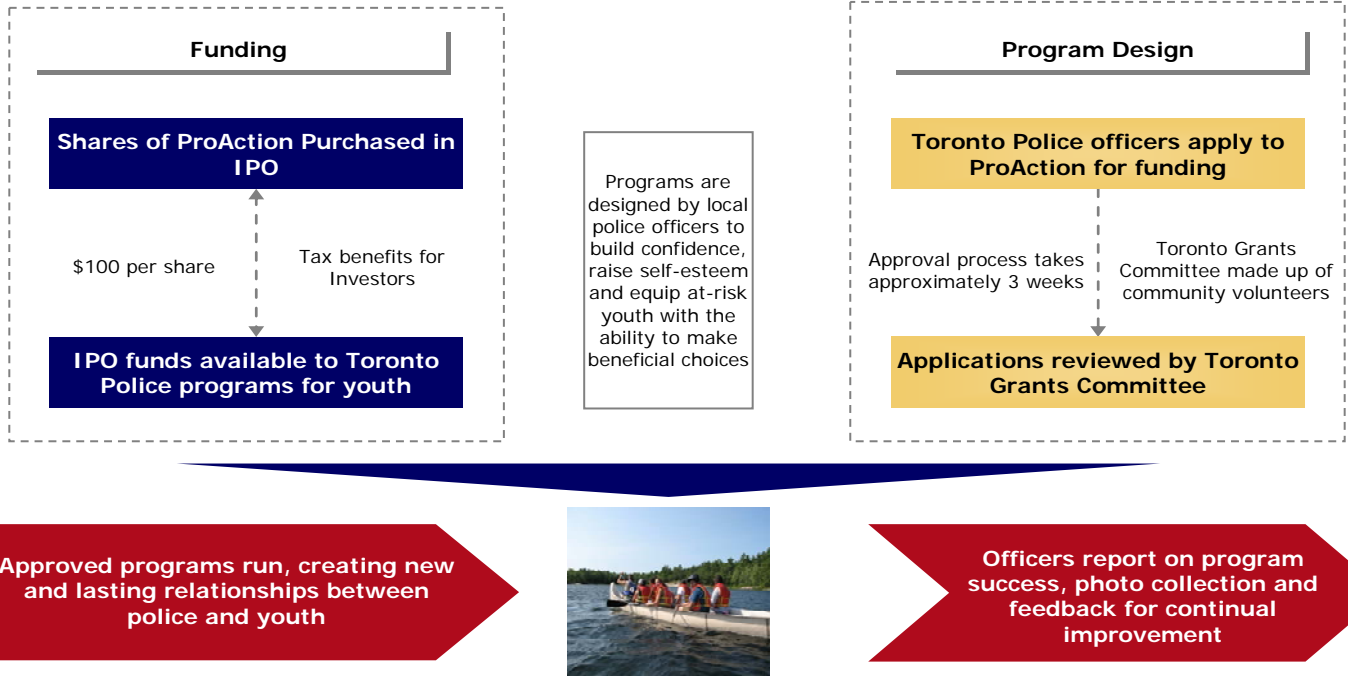 Funding
Shares of ProAction Purchased in
IPO
$100 per share
Tax benefits for
Investors
IPO funds available to Toronto
Police programs for youth
Programs are
designed by local
police officers to
build confidence,
raise self-esteem
and equip at-risk
youth with the
ability to make
beneficial choices
Program Design
Toronto Police officers apply to
ProAction for funding
Approval process takes
approximately 3 weeks
Toronto Grants
Committee made up of
community volunteers
Applications reviewed by Toronto
Grants Committee
Approved programs run, creating new
and lasting relationships between
police and youth
Officers report on program
success, photo collection and
feedback for continual
improvement